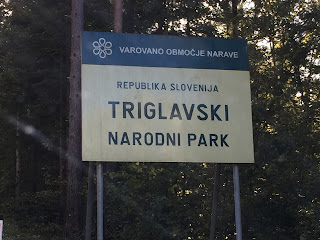 VAROVANO OBMOČJE NARAVE
REPUBLIKA SLOVENIJA
TRIGLAVSKI
NARODNI PARK